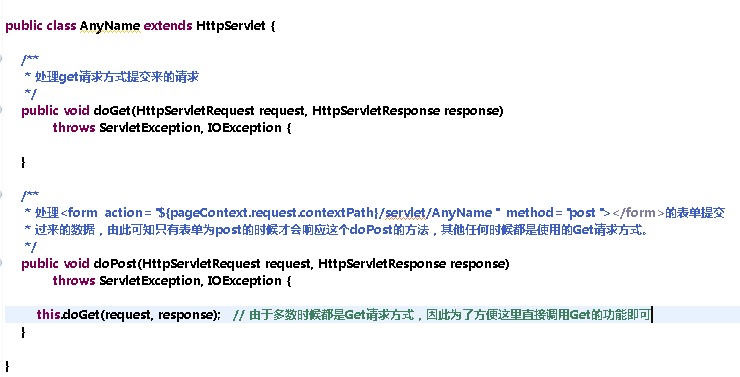 public class AnyName extends HttpServlet {
/**
* 处理get请求方式提交来的请求
*/
public void doGet(HttpServletRequest request, HttpServletResponse response)
throws ServletException, IOException {
}
/**
* 处理<form action="${pageContext.request.contextPath}/servlet/AnyName" method="post"></form>的表单提交
* 过来的数据，由此可知只有表单为post的时候才会响应这个doPost的方法，其他任何时候都是使用的Get请求方式。
*/
public void doPost(HttpServletRequest request, HttpServletResponse response)
throws ServletException, IOException {
this.doGet(request, response); // 由于多数时候都是Get请求方式，因此为了方便这里直接调用Get的功能即可
}
}